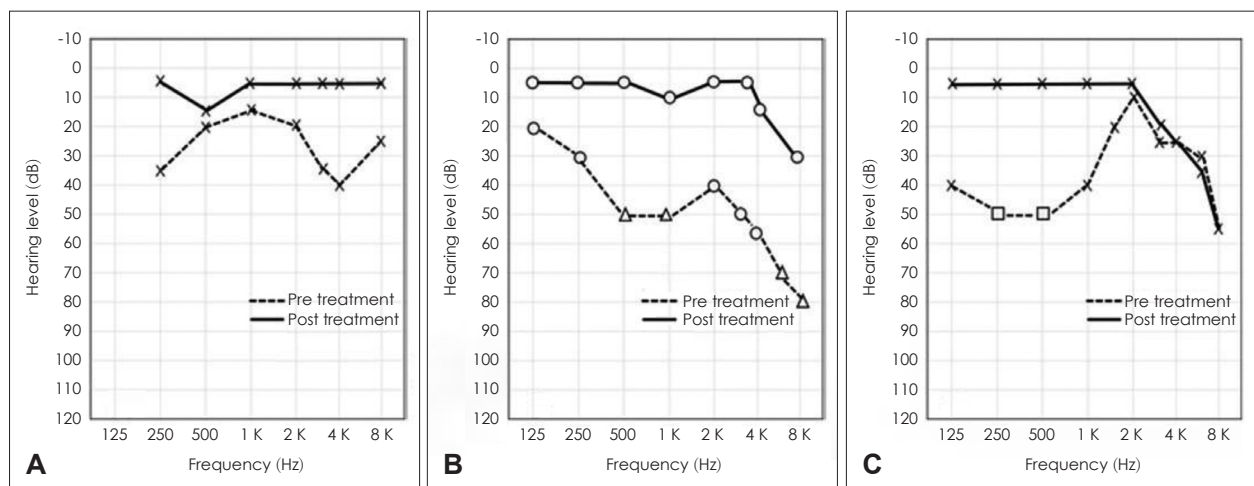 -10
0
10
20
30
40
50
60
70
80
90
100
110
120
Hearing level (dB)
Pre treatment
Post treatment
125 250 500 1 K 2 K 4 K 8 K
Frequency (Hz)
A
-10
0
10
20
30
40
50
60
70
80
90
100
110
120
Hearing level (dB)
Pre treatment
Post treatment
125 250 500 1 K 2 K 4 K 8 K
Frequency (Hz)
B
-10
0
10
20
30
40
50
60
70
80
90
100
110
120
Hearing level (dB)
Pre treatment
Post treatment
125 250 500 1 K 2 K 4 K 8 K
Frequency (Hz)
C